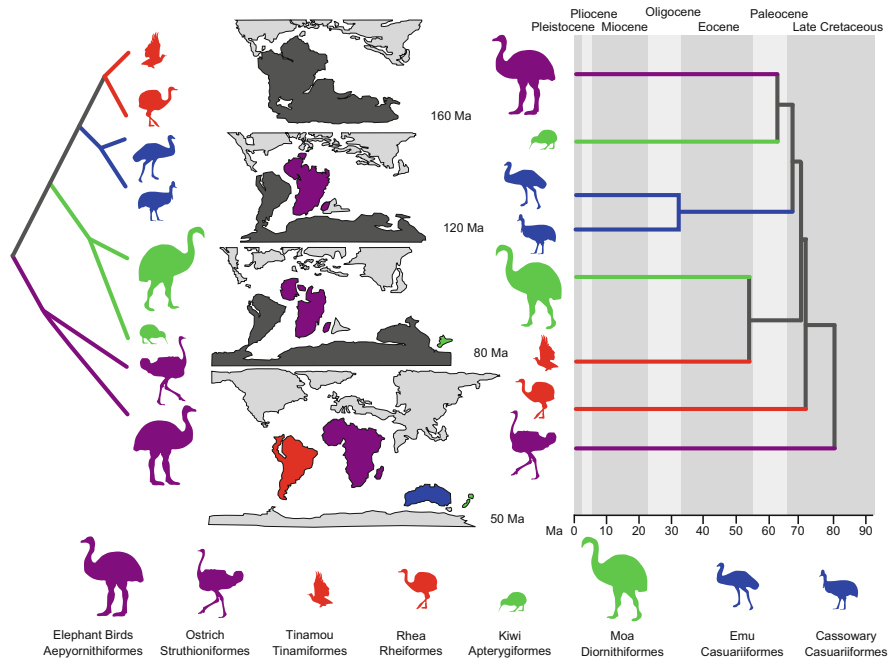 Pliocene Oligocene Paleocene
Pleistocene Miocene Eocene Late Cretaceous
160 Ma
120 Ma
80 Ma
50 Ma
Ma 0 10 20 30 40 50 60 70 80 90
Elephant Birds Ostrich Tinamou Rhea Kiwi Moa Emu Cassowary
Aepyornithiformes Struthioniformes Tinamiformes Rheiformes Apterygiformes Diornithiformes Casuariiformes Casuariiformes